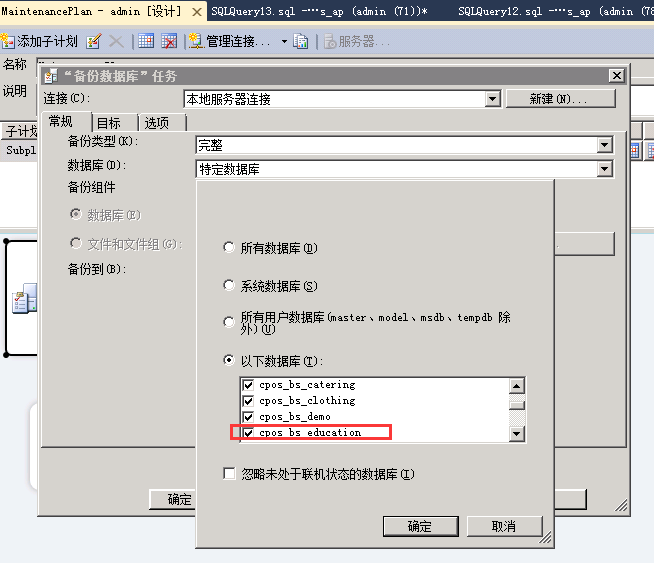 MaintenancePlan - admin [设计] × SQLQuery13.sql -...s_ap (admin (71))* SQLQuery12.sql -...s_ap (admin (78
添加子计划 管理连接... 服务器...
名称
说明
子计划
Subpl
“备份数据库”任务
连接(C): 本地服务器连接 新建(N)...
常规 目标 选项
备份类型(K): 完整
数据库(D): 特定数据库
备份组件
数据库(E)
文件和文件组(G):
备份到(B):
所有数据库(D)
系统数据库(S)
所有用户数据库(master、model、msdb、tempdb 除
外)(U)
以下数据库(T):
cpos_bs_catering
cpos_bs_clothing
cpos_bs_demo
cpos_bs_education
忽略未处于联机状态的数据库(I)
确定
确定 取消